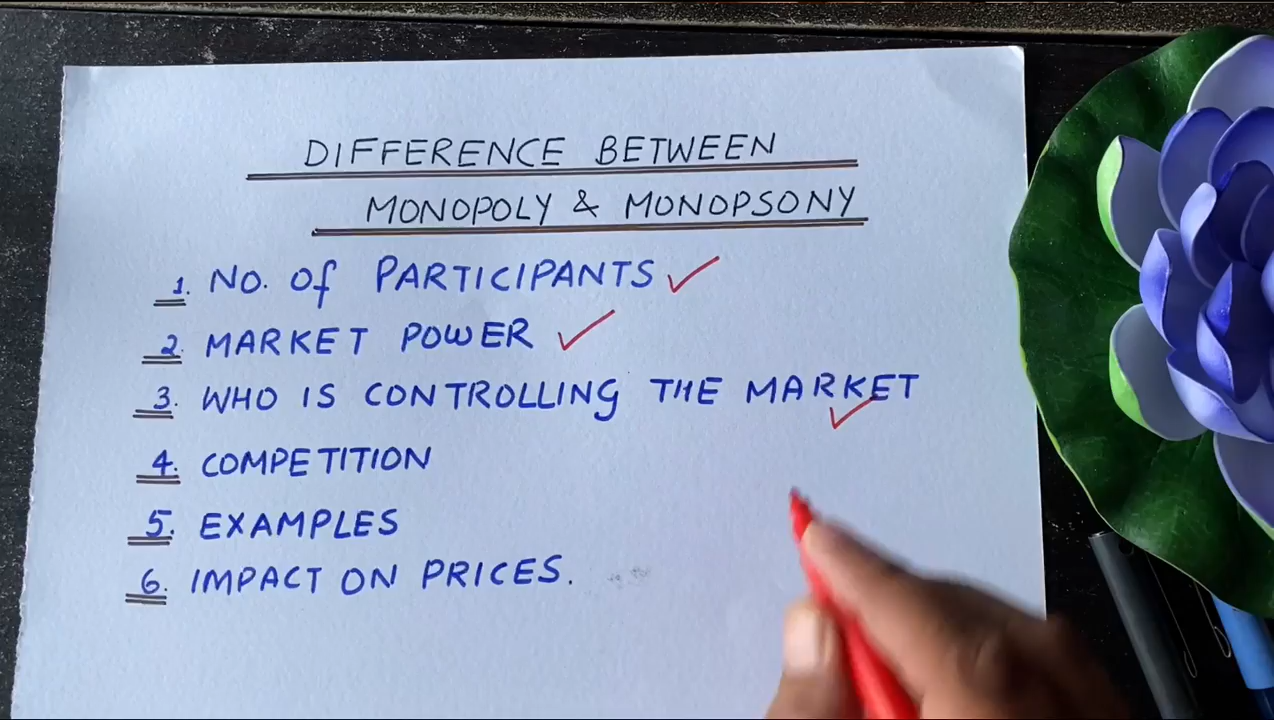 DIFFERENCE BETWEEN
MONOPOLY & MONOPSONY
1. No. of PARTICIPANTS
2. MARKET POWER
3. WHO IS CONTROLLING THE MARKET
4. COMPETITION
5. EXAMPLES
6. IMPACT ON PRICES.